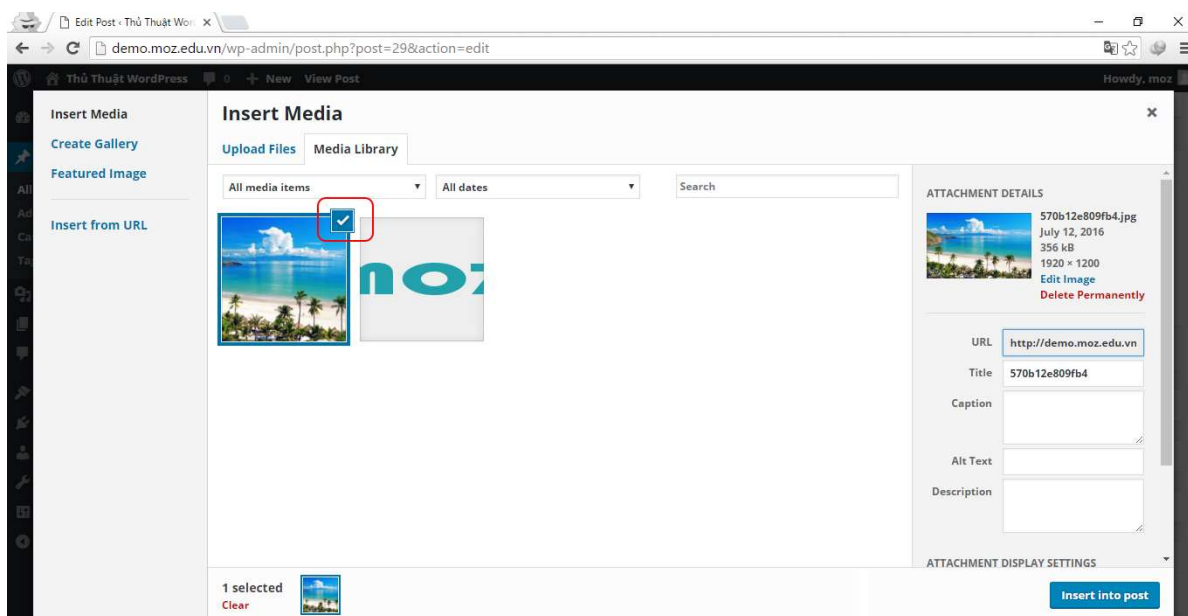 Edit Post ‹ Thủ Thuật Wor
demo.moz.edu.vn/wp-admin/post.php?post=29&action=edit
Thủ Thuật WordPress 0 + New View Post
Howdy, moz
Insert Media
Create Gallery
Featured Image
Insert from URL
Insert Media
Upload Files Media Library
All media items All dates Search
moz
1 selected
Clear
ATTACHMENT DETAILS
570b12e809fb4.jpg
July 12, 2016
356 kB
1920 × 1200
Edit Image
Delete Permanently
URL http://demo.moz.edu.vn
Title 570b12e809fb4
Caption
Alt Text
Description
ATTACHMENT DISPLAY SETTINGS
Insert into post